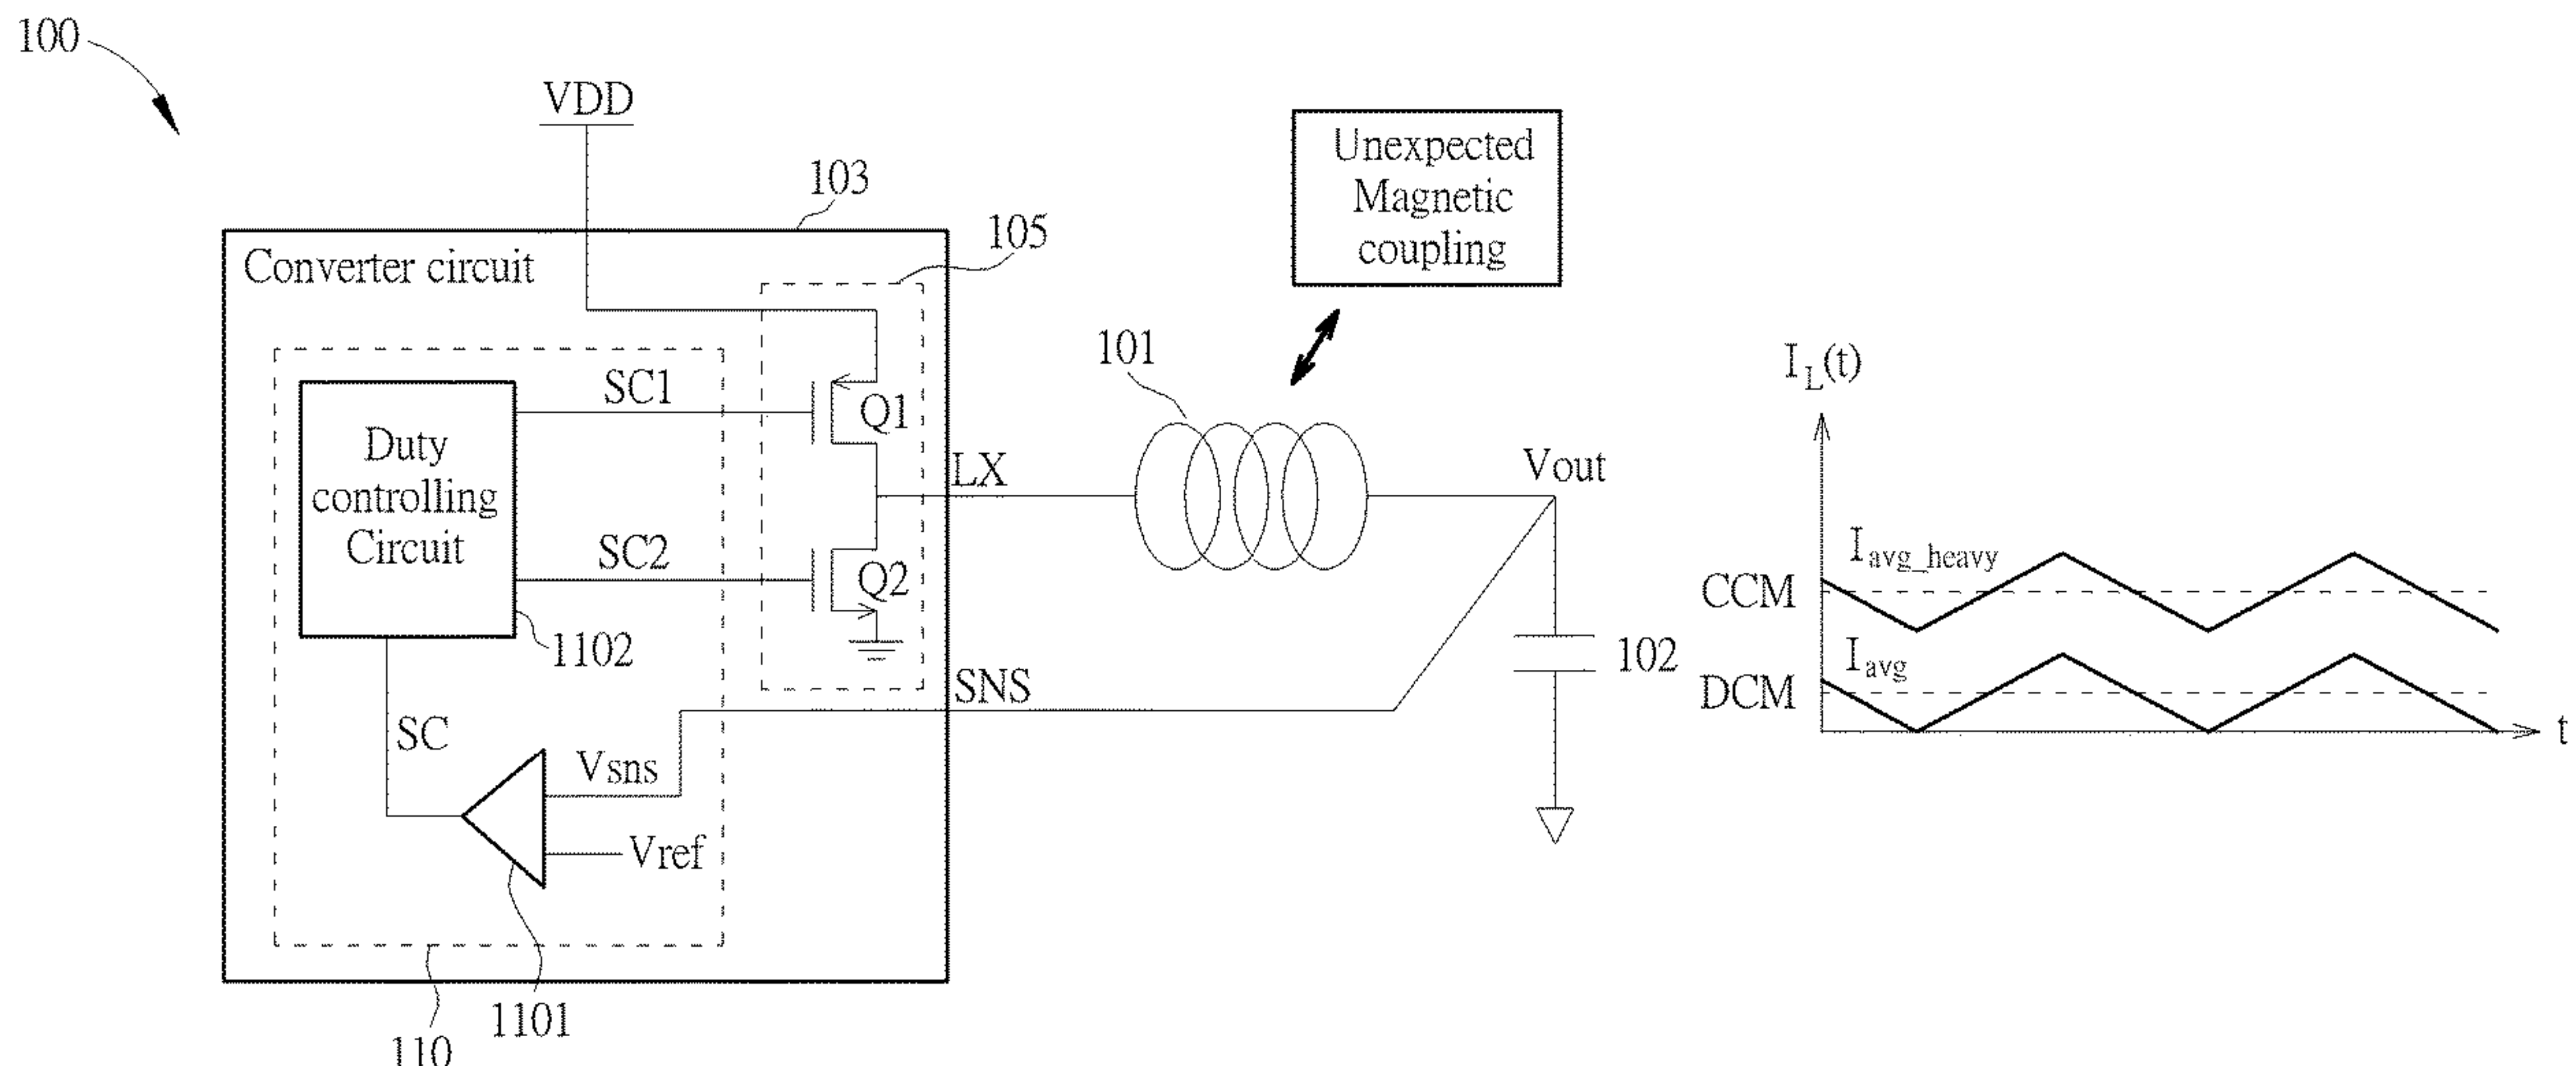 100
VDD
103
105
Converter circuit
Unexpected
Magnetic
coupling
101
SC1
Q1
Duty
controlling
Circuit
LX
Vout
SC2
Q2
1102
102
SNS
SC
Vsns
Vref
1101
110
I_L(t)
I_avg_heavy
CCM
I_avg
DCM
t